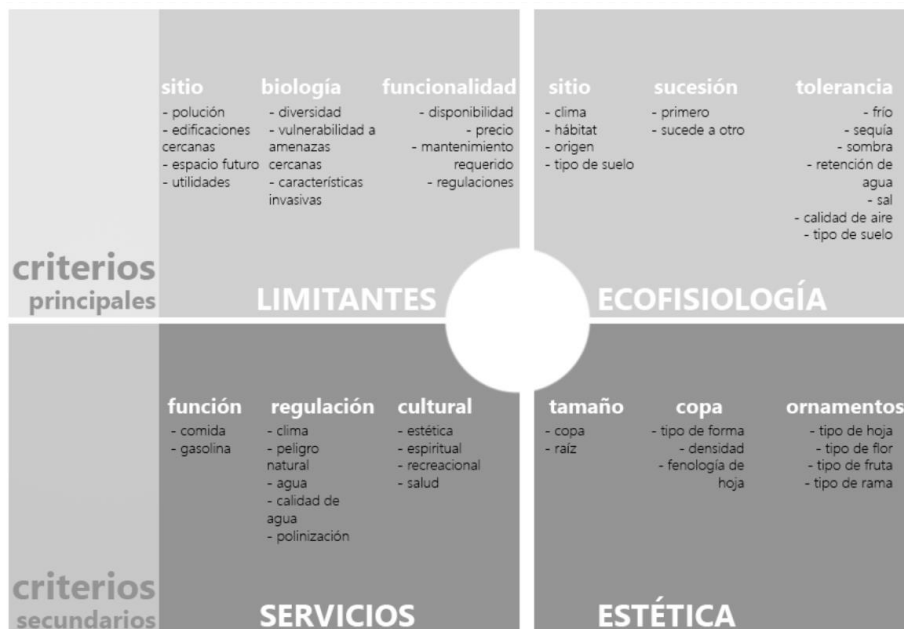 sitio
- polución
- edificaciones
cercanas
- espacio futuro
- utilidades
biología
- diversidad
- vulnerabilidad a
amenazas
cercanas
- características
invasivas
funcionalidad
- disponibilidad
- precio
- mantenimiento
requerido
- regulaciones
sitio
- clima
- hábitat
- origen
- tipo de suelo
sucesión
- primero
- sucede a otro
tolerancia
- frío
- sequía
- sombra
- retención de
agua
- sal
- calidad de aire
- tipo de suelo
criterios
principales
LIMITANTES
ECOFISIOLOGÍA
función
- comida
- gasolina
regulación
- clima
- peligro
natural
- agua
- calidad de
agua
- polinización
cultural
- estética
- espiritual
- recreacional
- salud
tamaño
- copa
- raíz
copa
- tipo de forma
- densidad
- fenología de
hoja
ornamentos
- tipo de hoja
- tipo de flor
- tipo de fruta
- tipo de rama
criterios
secundarios
SERVICIOS
ESTÉTICA